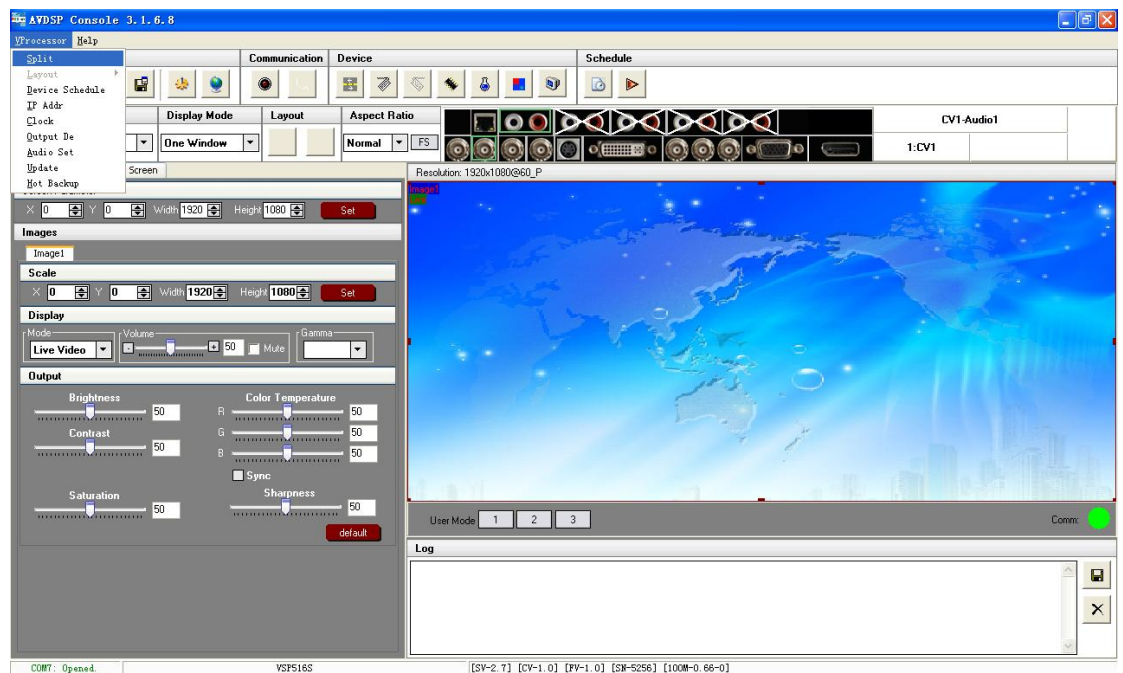 AVDSP Console 3.1.6.8
VProcessor Help
Split
Layout
Device Schedule
IP Addr
Clock
Output De
Audio Set
Update
Hot Backup
Communication Device Schedule
Display Mode Layout Aspect Ratio
One Window Normal FS
CV1-Audio1
1:CV1
Screen
Resolution: 1920x1080@60_P
X 0 Y 0 Width 1920 Height 1080 Set
Images
Image1
Scale
X 0 Y 0 Width 1920 Height 1080 Set
Display
Mode Volume Gamma
Live Video - + 50 Mute
Output
Brightness Color Temperature
50 R 50
Contrast G 50
50 B 50
Sync
Saturation Sharpness
50 50
default
Image1
User Mode 1 2 3 Comm:
Log
COM7: Opened. VSP516S [SV-2.7] [CV-1.0] [FV-1.0] [SN-5256] [100M-0.66-0]